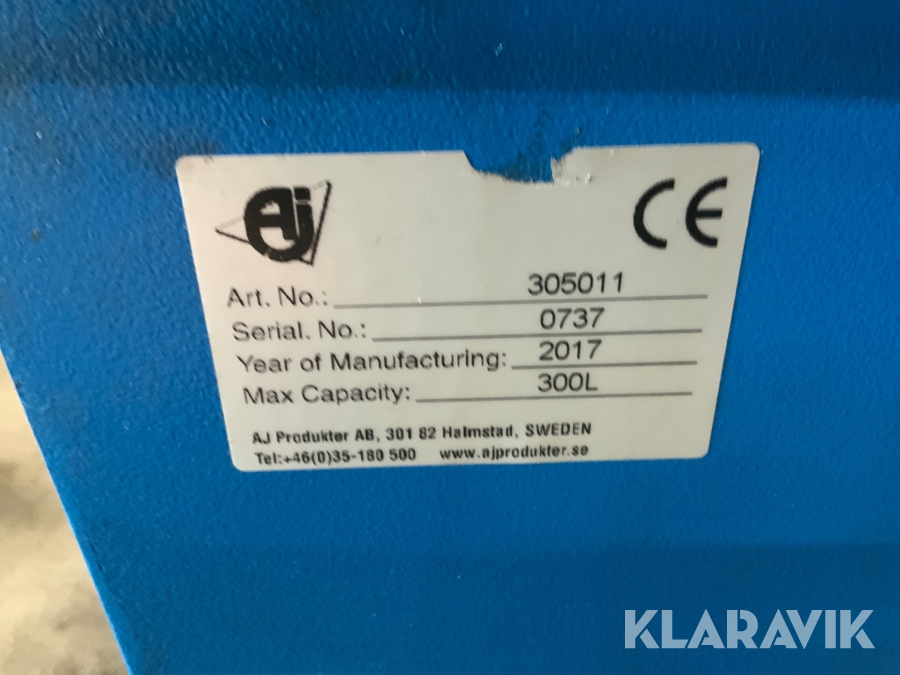 Aj
CE
Art. No.: 305011
Serial. No.: 0737
Year of Manufacturing: 2017
Max Capacity: 300L
AJ Produkter AB, 301 82 Halmstad, SWEDEN
Tel:+46(0)35-180 500 www.ajprodukter.se
KLARAVIK